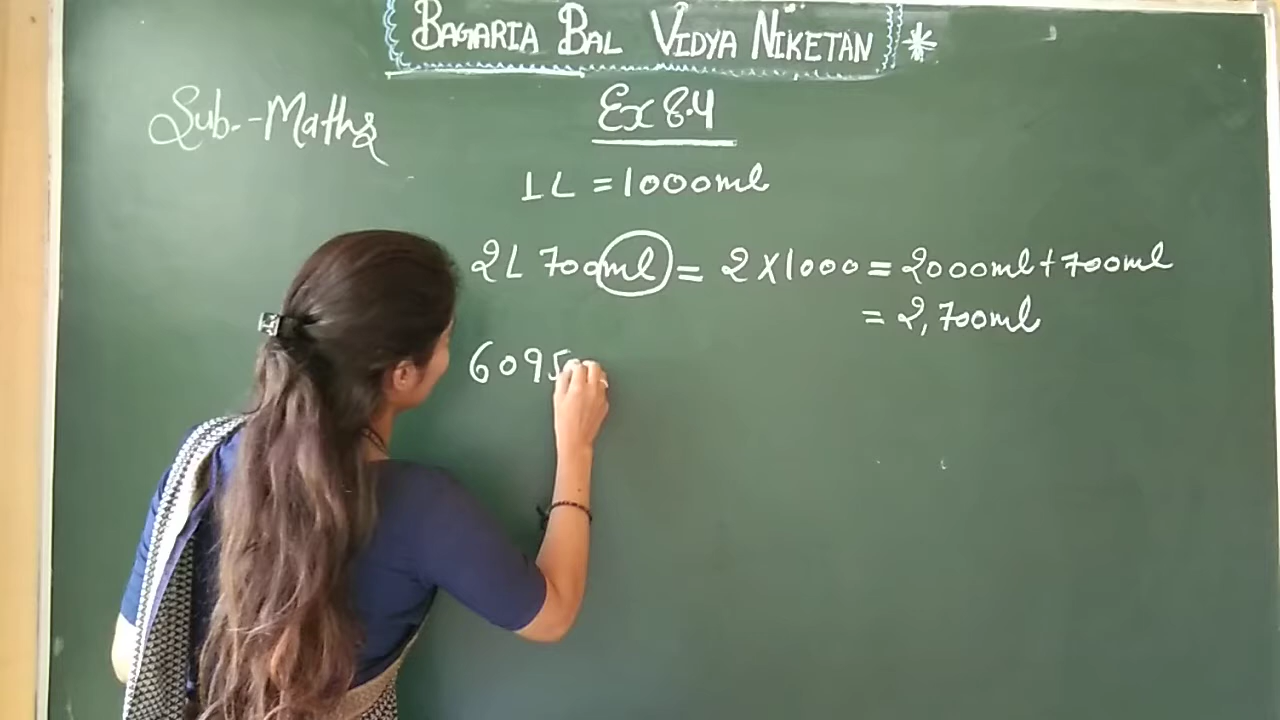 BAGARIA BAL VIDYA NIKETAN *
Sub.-Maths
Ex 8.4
1L = 1000ml
2L 700ml = 2 X 1000 = 2000ml + 700ml
= 2,700ml
6095